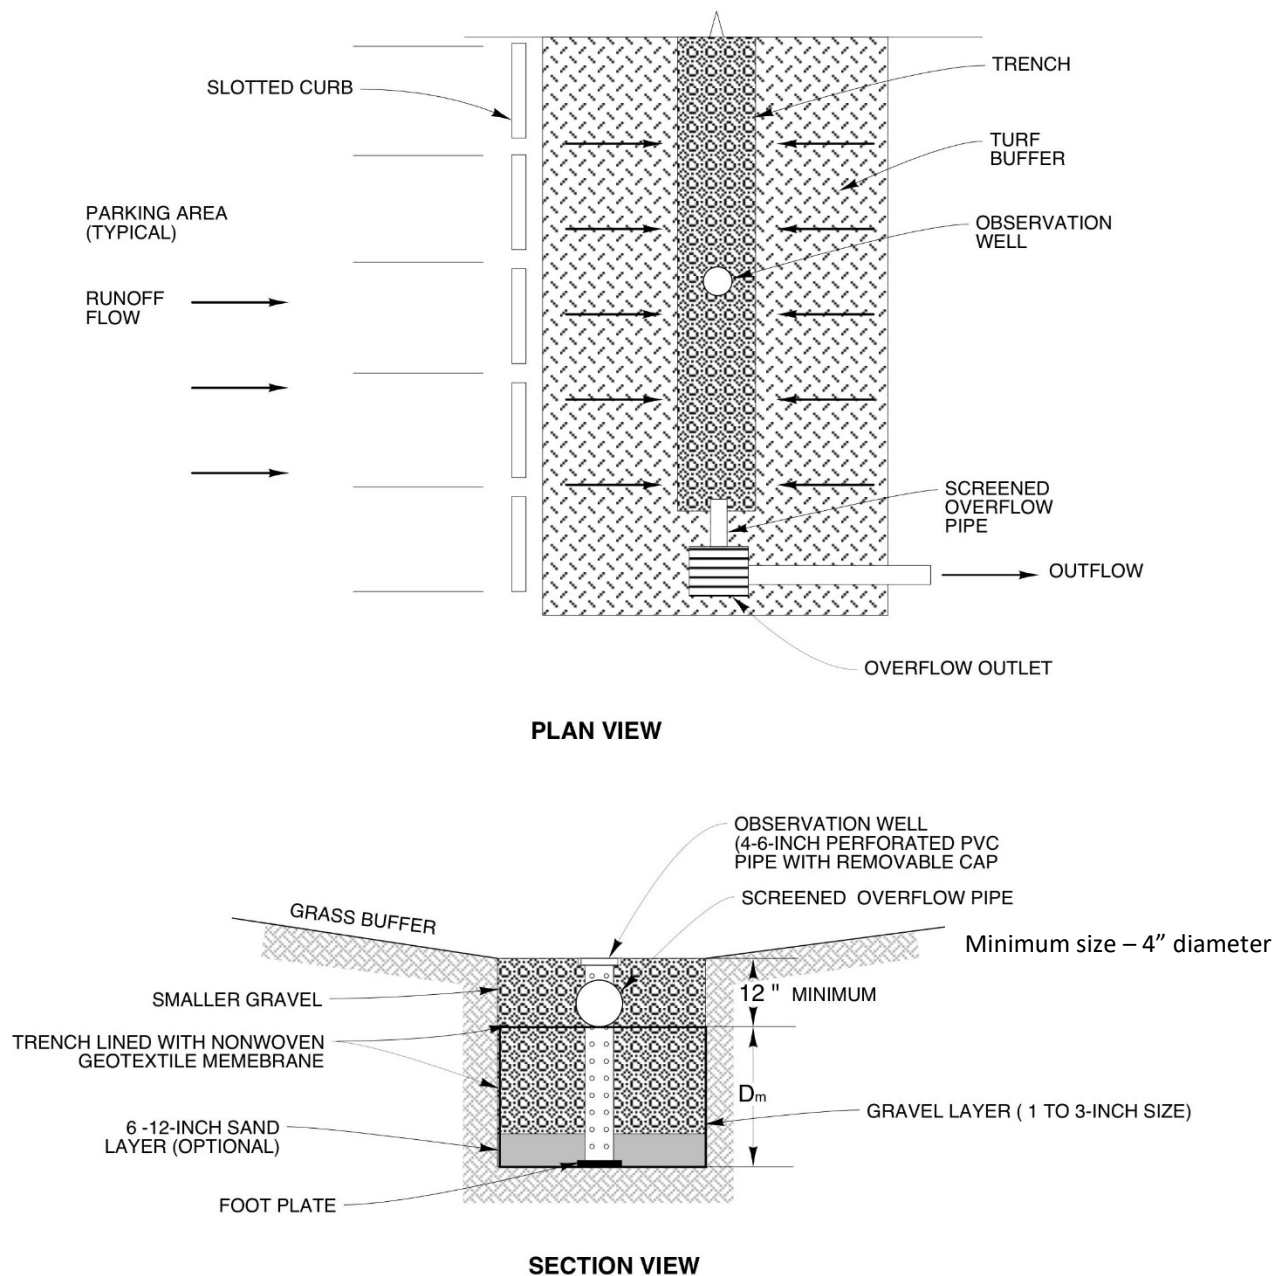 SLOTTED CURB
TRENCH
TURF
BUFFER
PARKING AREA
(TYPICAL)
OBSERVATION
WELL
RUNOFF
FLOW
SCREENED
OVERFLOW
PIPE
OUTFLOW
OVERFLOW OUTLET
PLAN VIEW
OBSERVATION WELL
(4-6-INCH PERFORATED PVC
PIPE WITH REMOVABLE CAP
SCREENED OVERFLOW PIPE
GRASS BUFFER
Minimum size – 4” diameter
SMALLER GRAVEL
12 " MINIMUM
TRENCH LINED WITH NONWOVEN
GEOTEXTILE MEMEBRANE
Dm
GRAVEL LAYER ( 1 TO 3-INCH SIZE)
6 -12-INCH SAND
LAYER (OPTIONAL)
FOOT PLATE
SECTION VIEW